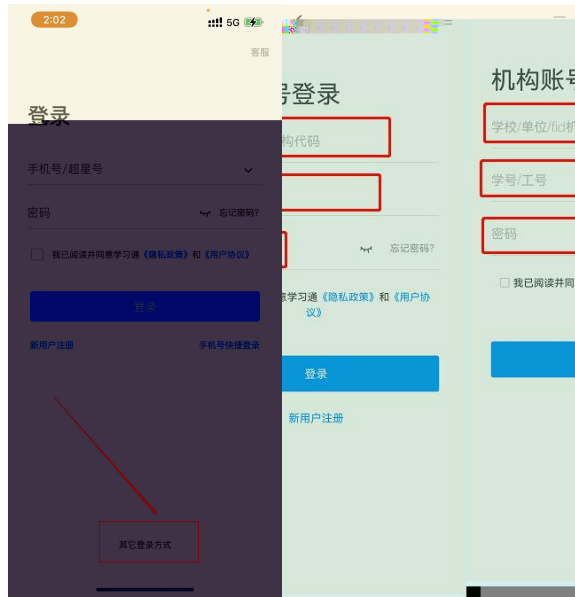 2:02
5G
客服
登录
手机号/超星号
密码
忘记密码?
我已阅读并同意学习通《隐私政策》和《用户协议》
登录
新用户注册
手机号快捷登录
其它登录方式
号登录
构代码
忘记密码?
意学习通《隐私政策》和《用户协
议》
登录
新用户注册
机构账号
学校/单位/fid机
学号/工号
密码
我已阅读并同